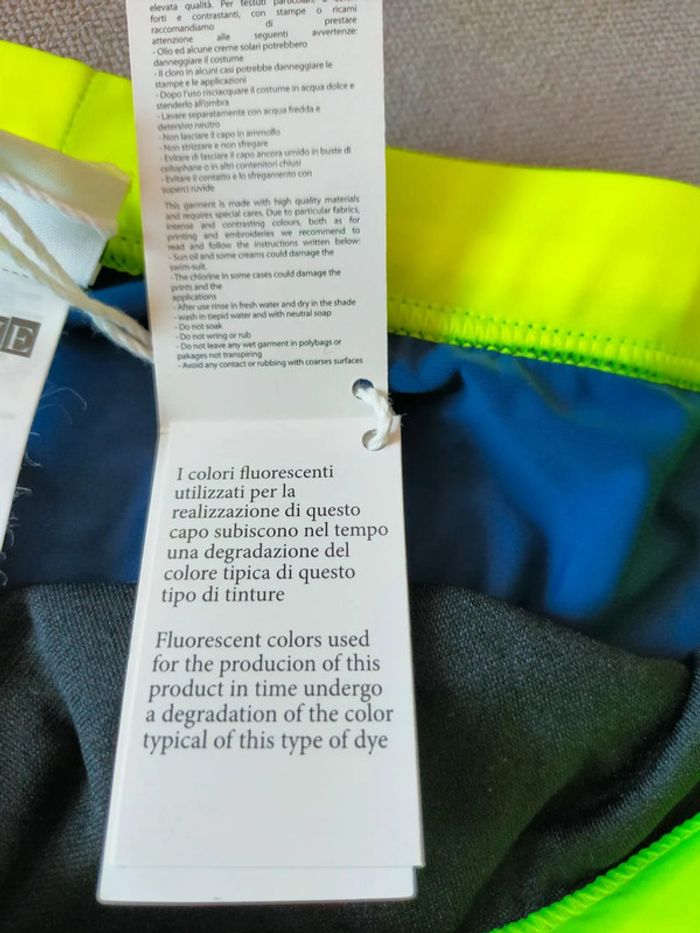 elevata qualità. Per tessuti particolari,
forti e contrastanti, con stampe o ricami
raccomandiamo di prestare
attenzione alle seguenti avvertenze:
- Olio ed alcune creme solari potrebbero
danneggiare il costume
- Il cloro in alcuni casi potrebbe danneggiare le
stampe e le applicazioni
- Dopo l'uso risciacquare il costume in acqua dolce e
stenderlo all'ombra
- Lavare separatamente con acqua fredda e
detersivo neutro
- Non lasciare il capo in ammollo
- Non strizzare e non sfregare
- Evitare di lasciare il capo ancora umido in buste di
cellophane o in altri contenitori chiusi
- Evitare il contatto e lo sfregamento con
superci ruvide
This garment is made with high quality materials
and requires special cares. Due to particular fabrics,
intense and contrasting colours, both as for
printing and embroideries we recommend to
read and follow the instructions written below:
- Sun oil and some creams could damage the
swim-suit.
- The chlorine in some cases could damage the
prints and the
applications
- After use rinse in fresh water and dry in the shade
- wash in tiepid water and with neutral soap
- Do not soak
- Do not wring or rub
- Do not leave any wet garment in polybags or
pakages not transpiring
- Avoid any contact or rubbing with coarses surfaces
E
I colori fluorescenti
utilizzati per la
realizzazione di questo
capo subiscono nel tempo
una degradazione del
colore tipica di questo
tipo di tinture
Fluorescent colors used
for the producion of this
product in time undergo
a degradation of the color
typical of this type of dye